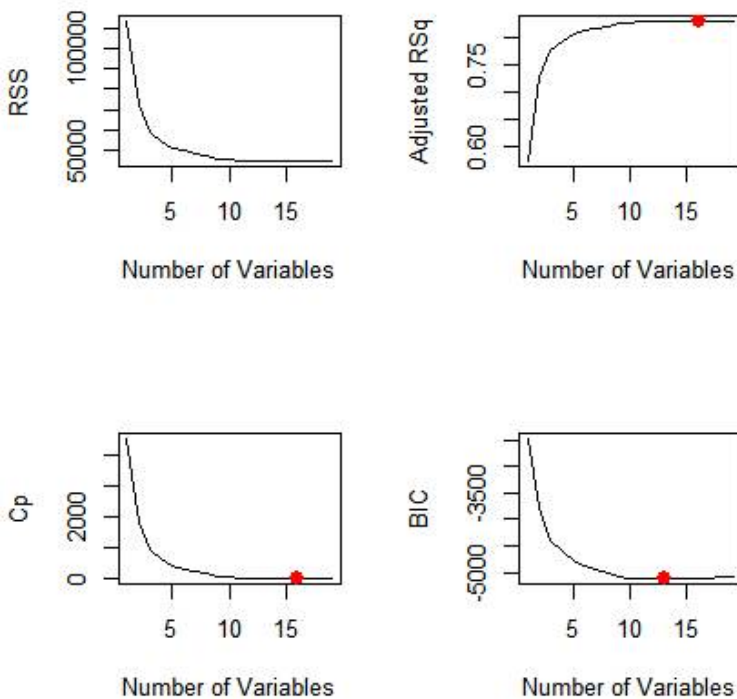 RSS
50000 100000
5 10 15
Number of Variables
Adjusted RSq
0.60 0.75
5 10 15
Number of Variables
Cp
0 2000
5 10 15
Number of Variables
BIC
-5000 -3500
5 10 15
Number of Variables